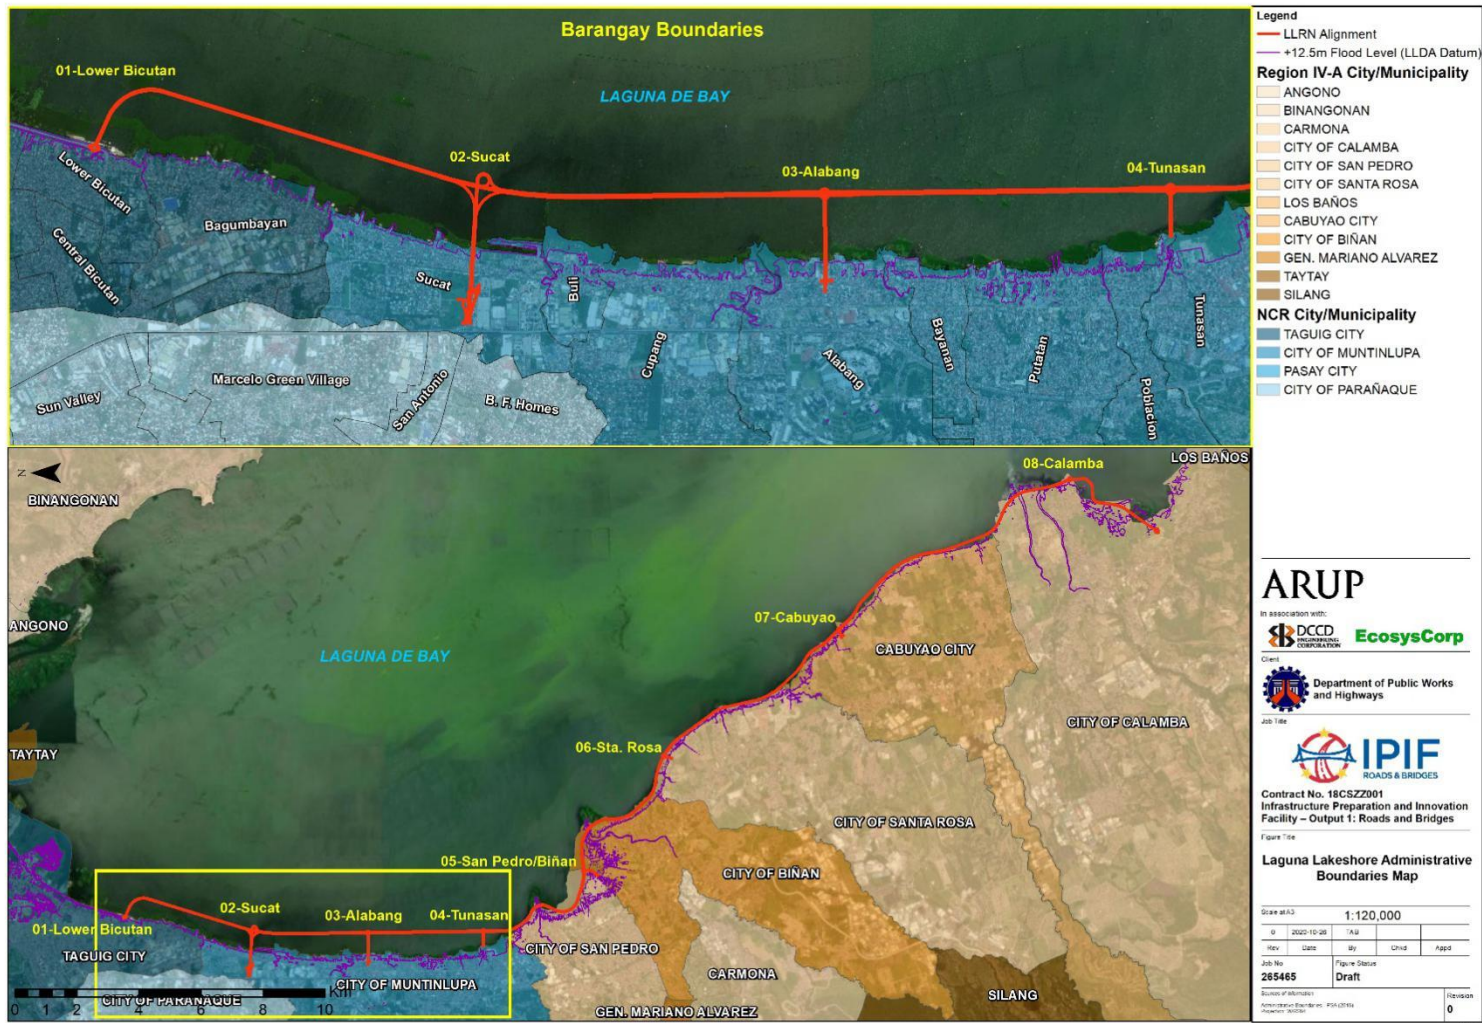 Barangay Boundaries
01-Lower Bicutan
LAGUNA DE BAY
02-Sucat
03-Alabang
04-Tunasan
Lower Bicutan
Bagumbayan
Central Bicutan
Sucat
Buli
Cupang
Alabang
Bayanan
Putatan
Poblacion
Tunasan
Sun Valley
Marcelo Green Village
San Antonio
B. F. Homes
N
BINANGONAN
ANGONO
TAYTAY
LAGUNA DE BAY
08-Calamba
LOS BAÑOS
07-Cabuyao
CABUYAO CITY
CITY OF CALAMBA
06-Sta. Rosa
CITY OF SANTA ROSA
05-San Pedro/Biñan
CITY OF BIÑAN
01-Lower Bicutan
02-Sucat
03-Alabang
04-Tunasan
TAGUIG CITY
CITY OF SAN PEDRO
CITY OF MUNTINLUPA
CITY OF PARAÑAQUE
CARMONA
GEN. MARIANO ALVAREZ
SILANG
0 1 2 4 6 8 10
Km
Legend
LLRN Alignment
+12.5m Flood Level (LLDA Datum)
Region IV-A City/Municipality
ANGONO
BINANGONAN
CARMONA
CITY OF CALAMBA
CITY OF SAN PEDRO
CITY OF SANTA ROSA
LOS BAÑOS
CABUYAO CITY
CITY OF BIÑAN
GEN. MARIANO ALVAREZ
TAYTAY
SILANG
NCR City/Municipality
TAGUIG CITY
CITY OF MUNTINLUPA
PASAY CITY
CITY OF PARAÑAQUE
ARUP
In association with:
DCCD
ENGINEERING
CORPORATION
EcosysCorp
Client
Department of Public Works
and Highways
Job Title
IPIF
ROADS & BRIDGES
Contract No. 18CSZZ001
Infrastructure Preparation and Innovation
Facility – Output 1: Roads and Bridges
Figure Title
Laguna Lakeshore Administrative
Boundaries Map
Scale at A3
1:120,000
0 2020-10-28 TAB
Rev Date By Chkd Appd
Job No Figure Status
265465 Draft
Sources of Information
Revision
0